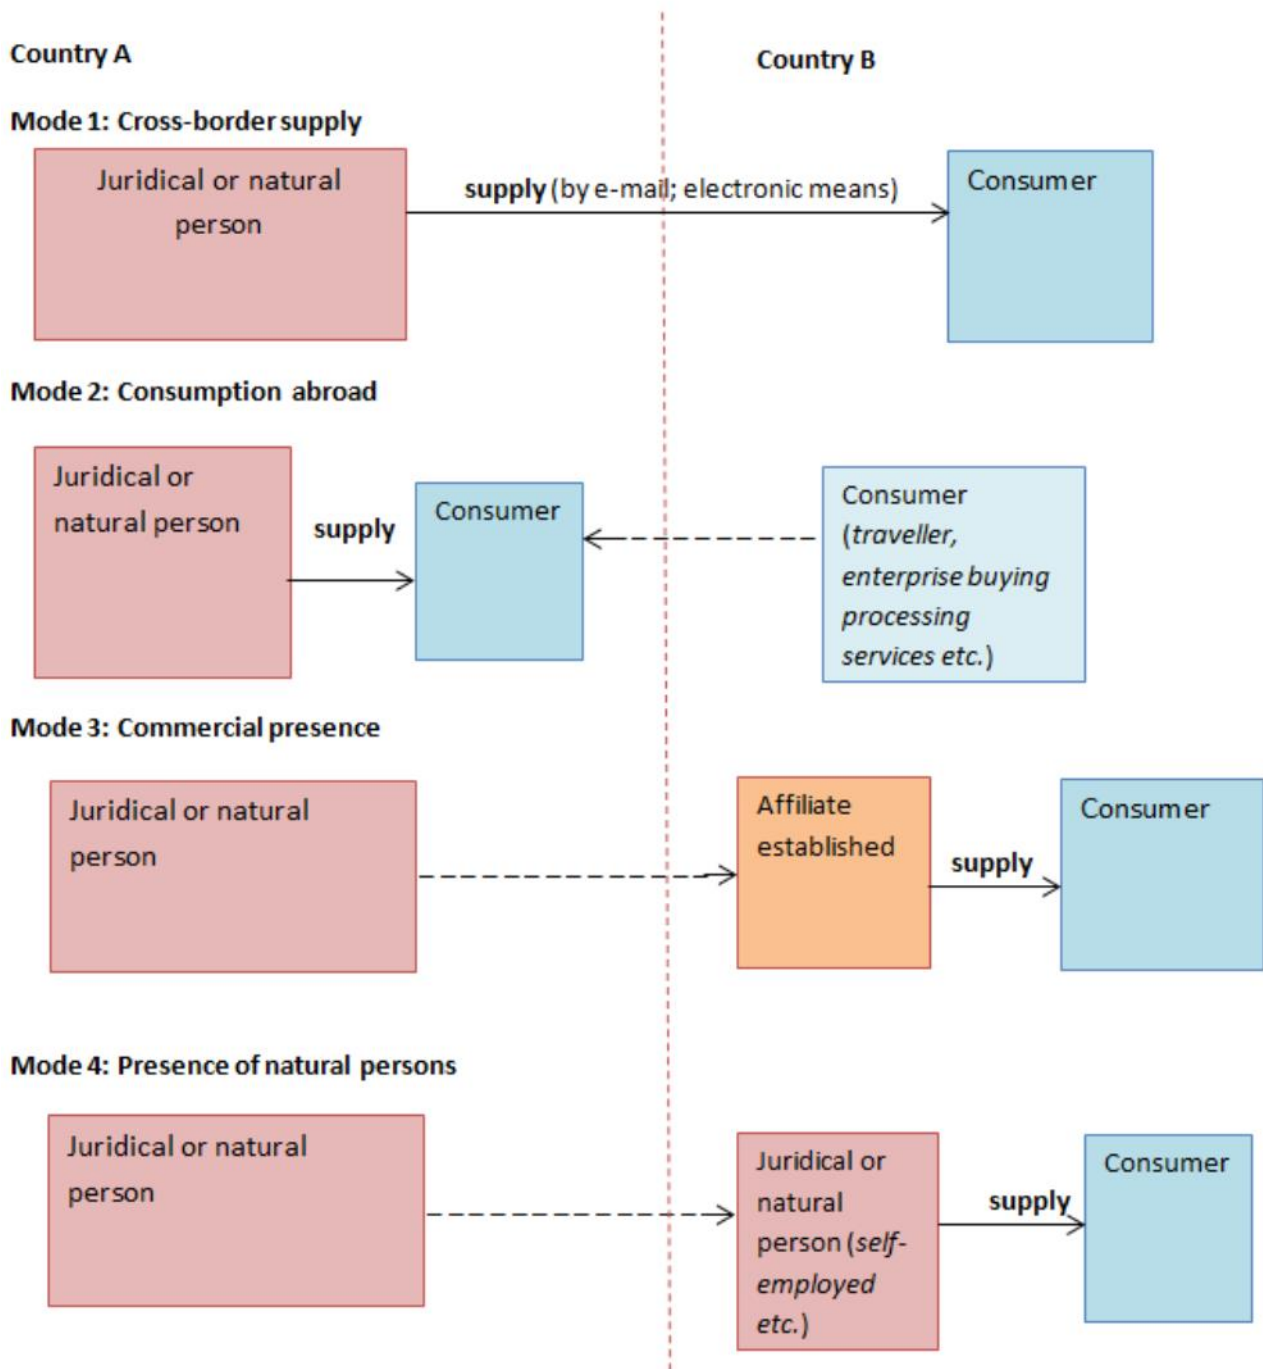 Country A
Country B
Mode 1: Cross-border supply
Juridical or natural
person
supply (by e-mail; electronic means)
Consumer
Mode 2: Consumption abroad
Juridical or
natural person
supply
Consumer
Consumer
(traveller,
enterprise buying
processing
services etc.)
Mode 3: Commercial presence
Juridical or natural
person
Affiliate
established
supply
Consumer
Mode 4: Presence of natural persons
Juridical or natural
person
Juridical or
natural
person (self-
employed
etc.)
supply
Consumer